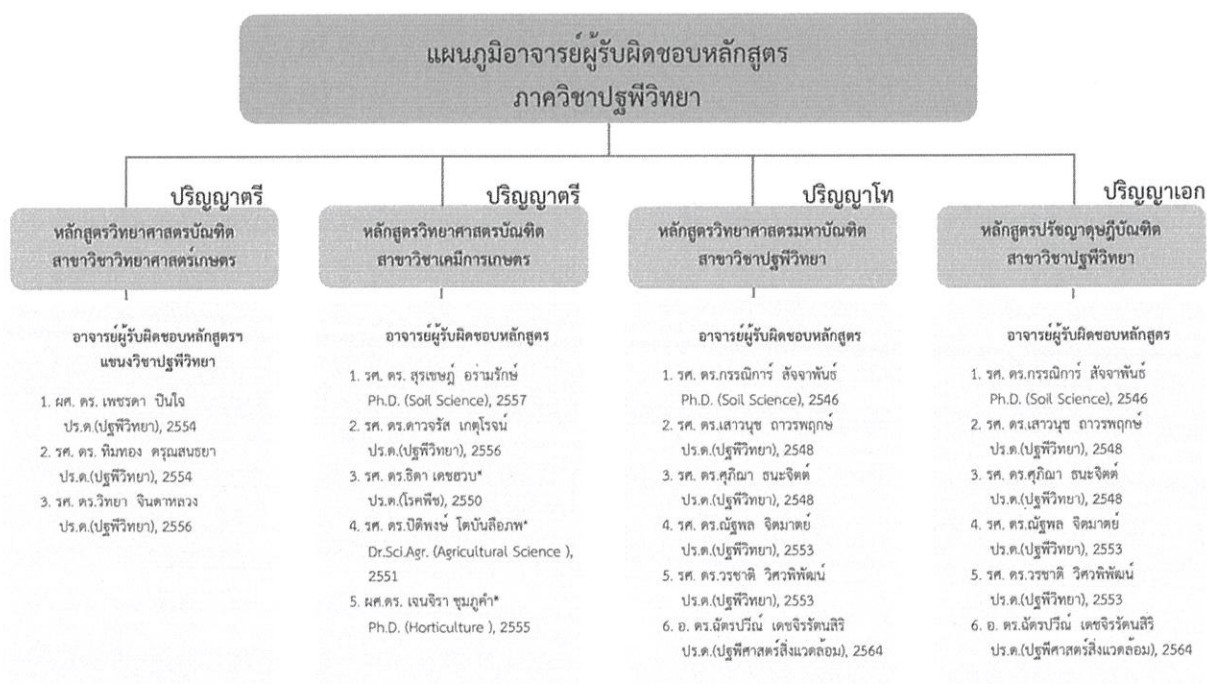 แผนภูมิอาจารย์ผู้รับผิดชอบหลักสูตร
ภาควิชาปฐพีวิทยา
ปริญญาตรี
หลักสูตรวิทยาศาสตรบัณฑิต
สาขาวิชาวิทยาศาสตร์เกษตร
อาจารย์ผู้รับผิดชอบหลักสูตรฯ
แขนงวิชาปฐพีวิทยา
1. ผศ. ดร. เพชรดา ปินใจ
ปร.ด.(ปฐพีวิทยา), 2554
2. รศ. ดร. ทิมทอง ดรุณสนธยา
ปร.ด.(ปฐพีวิทยา), 2554
3. รศ. ดร.วิทยา จินดาหลวง
ปร.ด.(ปฐพีวิทยา), 2556
ปริญญาตรี
หลักสูตรวิทยาศาสตรบัณฑิต
สาขาวิชาเคมีการเกษตร
อาจารย์ผู้รับผิดชอบหลักสูตร
1. รศ. ดร. สุรเชษฎ์ อร่ามรักษ์
Ph.D. (Soil Science), 2557
2. รศ. ดร.ดาวจรัส เกตุโรจน์
ปร.ด.(ปฐพีวิทยา), 2556
3. รศ. ดร.ธิดา เดชฮวบ*
ปร.ด.(โรคพืช), 2550
4. รศ. ดร.ปิติพงษ์ โตบันลือภพ*
Dr.Sci.Agr. (Agricultural Science ),
2551
5. ผศ.ดร. เจนจิรา ชุมภูคำ*
Ph.D. (Horticulture ), 2555
ปริญญาโท
หลักสูตรวิทยาศาสตรมหาบัณฑิต
สาขาวิชาปฐพีวิทยา
อาจารย์ผู้รับผิดชอบหลักสูตร
1. รศ. ดร.กรรณิการ์ สัจจาพันธ์
Ph.D. (Soil Science), 2546
2. รศ. ดร.เสาวนุช ถาวรพฤกษ์
ปร.ด.(ปฐพีวิทยา), 2548
3. รศ. ดร.ศุภิฌา ธนะจิตต์
ปร.ด.(ปฐพีวิทยา), 2548
4. รศ. ดร.ณัฐพล จิตมาตย์
ปร.ด.(ปฐพีวิทยา), 2553
5. รศ. ดร.วรชาติ วิศวพิพัฒน์
ปร.ด.(ปฐพีวิทยา), 2553
6. อ. ดร.ฉัตรปวีณ์ เดชจิรรัตนสิริ
ปร.ด.(ปฐพีศาสตร์สิ่งแวดล้อม), 2564
ปริญญาเอก
หลักสูตรปรัชญาดุษฎีบัณฑิต
สาขาวิชาปฐพีวิทยา
อาจารย์ผู้รับผิดชอบหลักสูตร
1. รศ. ดร.กรรณิการ์ สัจจาพันธ์
Ph.D. (Soil Science), 2546
2. รศ. ดร.เสาวนุช ถาวรพฤกษ์
ปร.ด.(ปฐพีวิทยา), 2548
3. รศ. ดร.ศุภิฌา ธนะจิตต์
ปร.ด.(ปฐพีวิทยา), 2548
4. รศ. ดร.ณัฐพล จิตมาตย์
ปร.ด.(ปฐพีวิทยา), 2553
5. รศ. ดร.วรชาติ วิศวพิพัฒน์
ปร.ด.(ปฐพีวิทยา), 2553
6. อ. ดร.ฉัตรปวีณ์ เดชจิรรัตนสิริ
ปร.ด.(ปฐพีศาสตร์สิ่งแวดล้อม), 2564